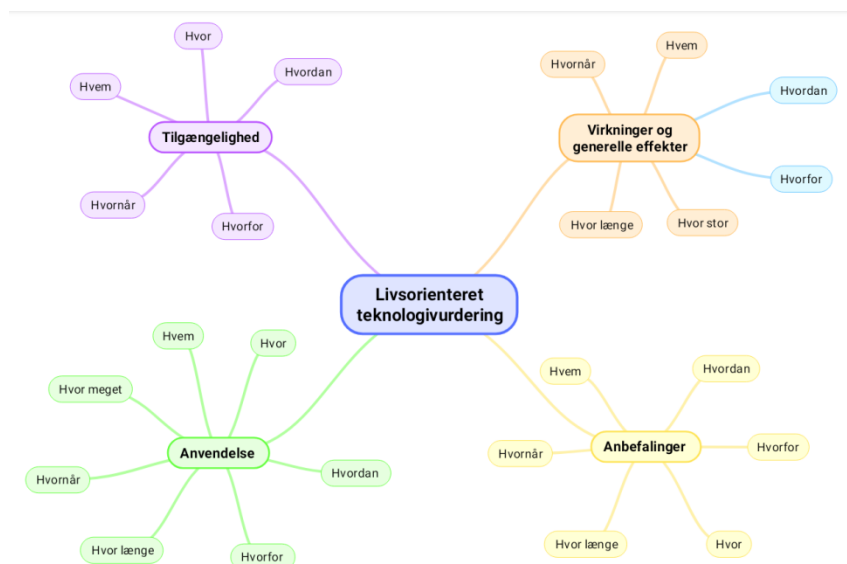 Livsorienteret
teknologivurdering
Tilgængelighed
Hvor
Hvordan
Hvem
Hvornår
Hvorfor
Virkninger og
generelle effekter
Hvem
Hvornår
Hvordan
Hvorfor
Hvor stor
Hvor længe
Anvendelse
Hvem
Hvor
Hvor meget
Hvordan
Hvornår
Hvor længe
Hvorfor
Anbefalinger
Hvem
Hvordan
Hvorfor
Hvornår
Hvor længe
Hvor